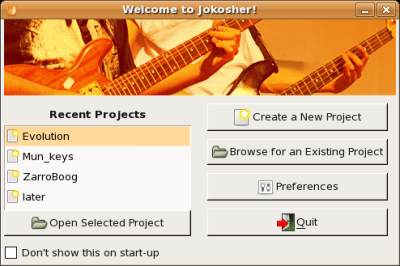 Welcome to Jokosher!
Recent Projects
Evolution
Mun_keys
ZarroBoog
later
Open Selected Project
Create a New Project
Browse for an Existing Project
Preferences
Quit
Don't show this on start-up